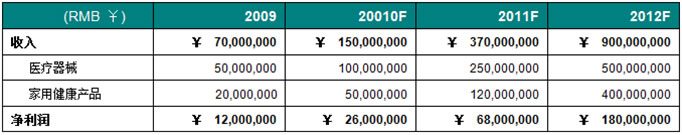 (RMB ￥) 2009 20010F 2011F 2012F
收入 ￥ 70,000,000 ￥ 150,000,000 ￥ 370,000,000 ￥ 900,000,000
医疗器械 50,000,000 100,000,000 250,000,000 500,000,000
家用健康产品 20,000,000 50,000,000 120,000,000 400,000,000
净利润 ￥ 12,000,000 ￥ 26,000,000 ￥ 68,000,000 ￥ 180,000,000